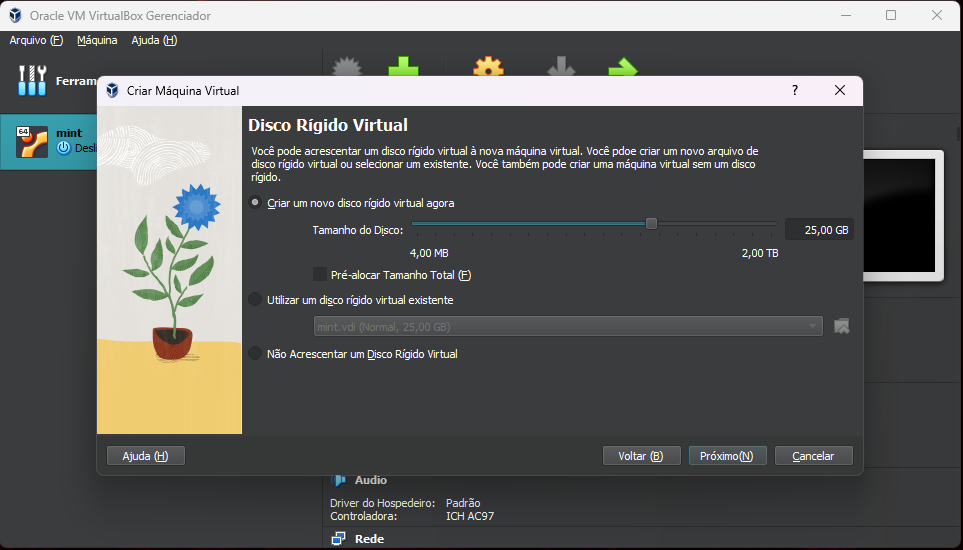 Oracle VM VirtualBox Gerenciador
Arquivo (F) Máquina Ajuda (H)
Criar Máquina Virtual
?
64
mint
Disco Rígido Virtual
Você pode acrescentar um disco rígido virtual à nova máquina virtual. Você pdoe criar um novo arquivo de
disco rígido virtual ou selecionar um existente. Você também pode criar uma máquina virtual sem um disco
rígido.
Criar um novo disco rígido virtual agora
Tamanho do Disco: 25,00 GB
4,00 MB 2,00 TB
Pré-alocar Tamanho Total (F)
Utilizar um disco rígido virtual existente
mint.vdi (Normal, 25,00 GB)
Não Acrescentar um Disco Rígido Virtual
Ajuda (H) Voltar (B) Próximo(N) Cancelar
Áudio
Driver do Hospedeiro: Padrão
Controladora: ICH AC97
Rede